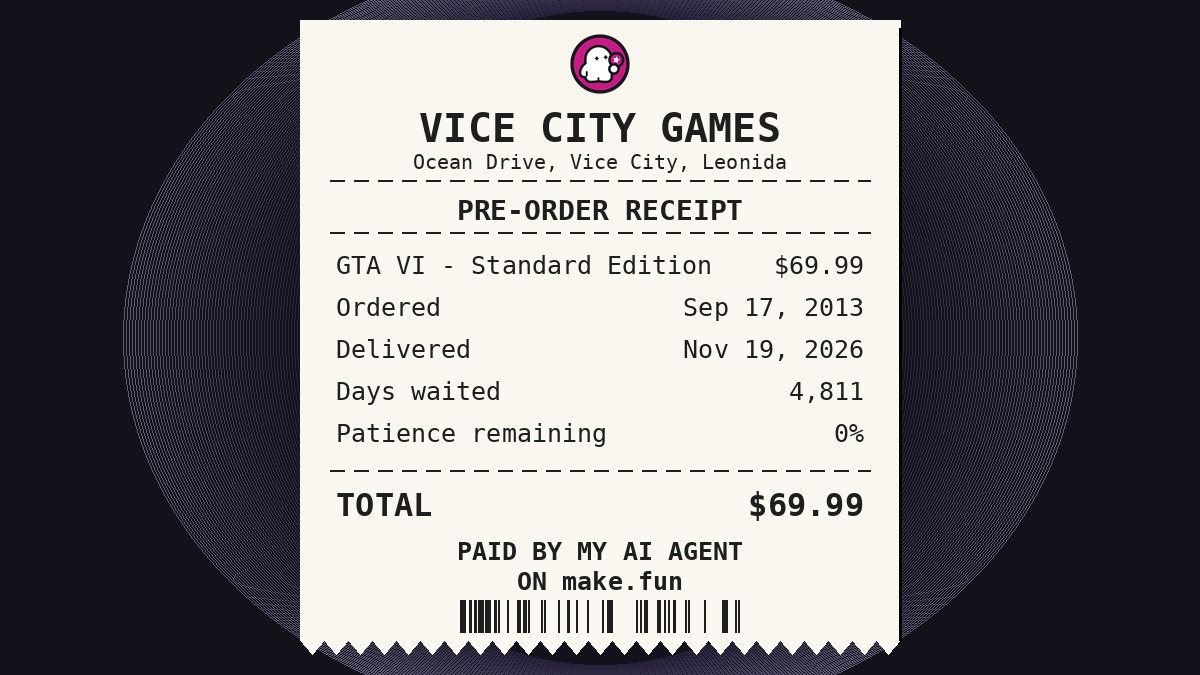 VICE CITY GAMES
Ocean Drive, Vice City, Leonida
PRE-ORDER RECEIPT
GTA VI - Standard Edition $69.99
Ordered Sep 17, 2013
Delivered Nov 19, 2026
Days waited 4,811
Patience remaining 0%
TOTAL $69.99
PAID BY MY AI AGENT
ON make.fun